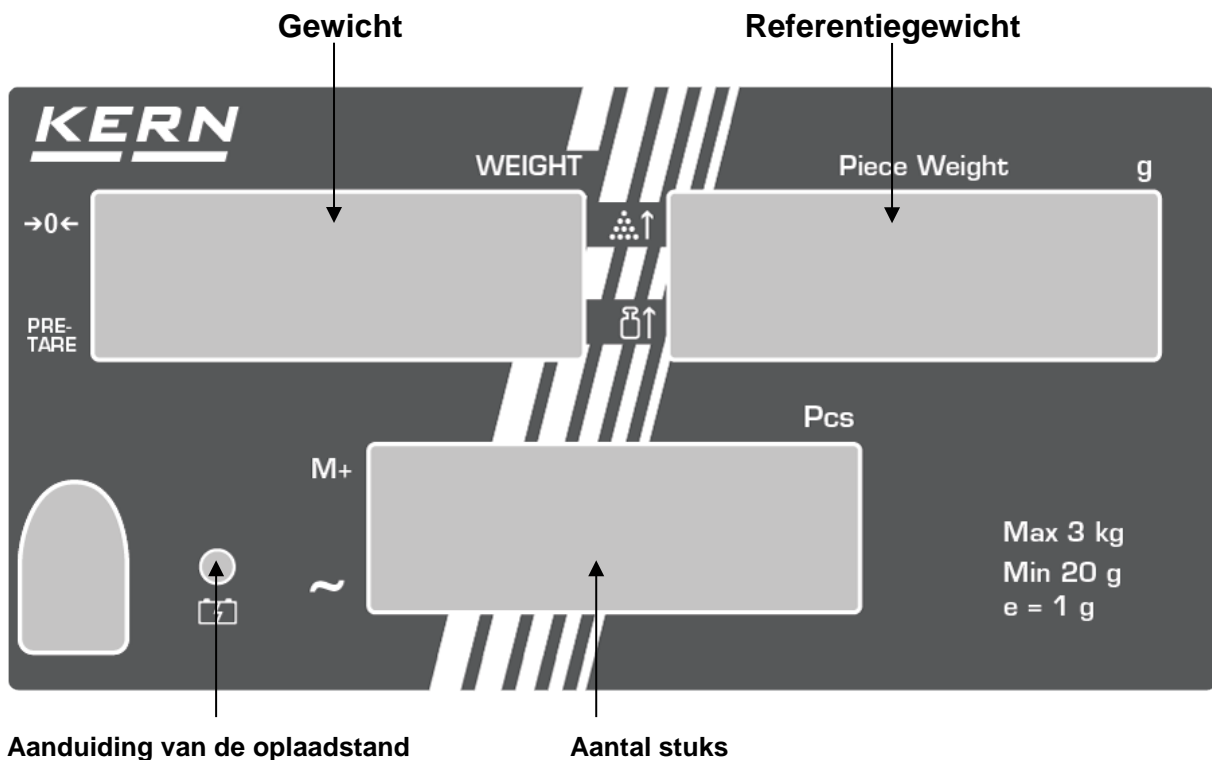 Gewicht
Referentiegewicht
KERN
WEIGHT
Piece Weight g
→0←
PRE-
TARE
Pcs
M+
~
Max 3 kg
Min 20 g
e = 1 g
Aanduiding van de oplaadstand
Aantal stuks